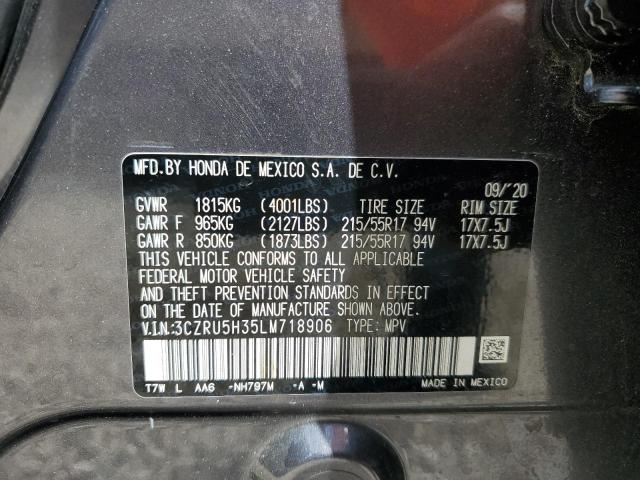 MFD.BY HONDA DE MEXICO S.A. DE C.V.
09/'20
GVWR 1815KG (4001LBS) TIRE SIZE RIM SIZE
GAWR F 965KG (2127LBS) 215/55R17 94V 17X7.5J
GAWR R 850KG (1873LBS) 215/55R17 94V 17X7.5J
THIS VEHICLE CONFORMS TO ALL APPLICABLE
FEDERAL MOTOR VEHICLE SAFETY
AND THEFT PREVENTION STANDARDS IN EFFECT
ON THE DATE OF MANUFACTURE SHOWN ABOVE.
V.I.N:3CZRU5H35LM718906 TYPE: MPV
T7W L AA6 -NH797M -A -M MADE IN MEXICO